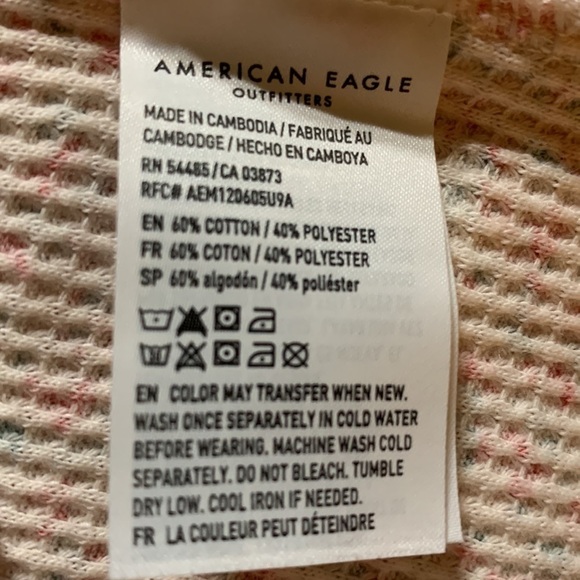 AMERICAN EAGLE
OUTFITTERS
MADE IN CAMBODIA / FABRIQUÉ AU
CAMBODGE / HECHO EN CAMBOYA
RN 54485 / CA 03873
RFC# AEM120605U9A
EN 60% COTTON / 40% POLYESTER
FR 60% COTON / 40% POLYESTER
SP 60% algodón / 40% poliéster
EN COLOR MAY TRANSFER WHEN NEW.
WASH ONCE SEPARATELY IN COLD WATER
BEFORE WEARING. MACHINE WASH COLD
SEPARATELY. DO NOT BLEACH. TUMBLE
DRY LOW. COOL IRON IF NEEDED.
FR LA COULEUR PEUT DÉTEINDRE